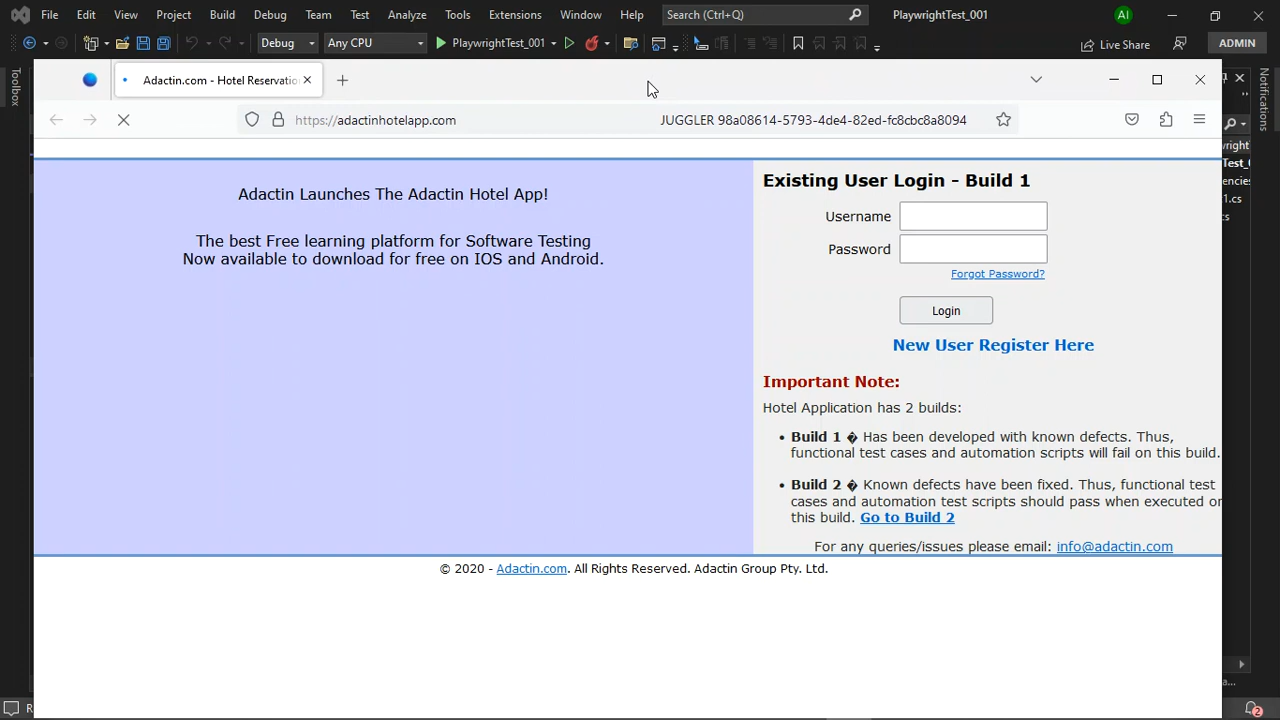 File Edit View Project Build Debug Team Test Analyze Tools Extensions Window Help Search (Ctrl+Q) PlaywrightTest_001 AI
Debug Any CPU PlaywrightTest_001 Live Share ADMIN
Toolbox
Notifications
Adactin.com - Hotel Reservatio
https://adactinhotelapp.com JUGGLER 98a08614-5793-4de4-82ed-fc8cbc8a8094
Adactin Launches The Adactin Hotel App!
The best Free learning platform for Software Testing
Now available to download for free on IOS and Android.
Existing User Login - Build 1
Username
Password
Forgot Password?
Login
New User Register Here
Important Note:
Hotel Application has 2 builds:
• Build 1 � Has been developed with known defects. Thus,
functional test cases and automation scripts will fail on this build.
• Build 2 � Known defects have been fixed. Thus, functional test
cases and automation test scripts should pass when executed on
this build. Go to Build 2
For any queries/issues please email: info@adactin.com
© 2020 - Adactin.com. All Rights Reserved. Adactin Group Pty. Ltd.
2